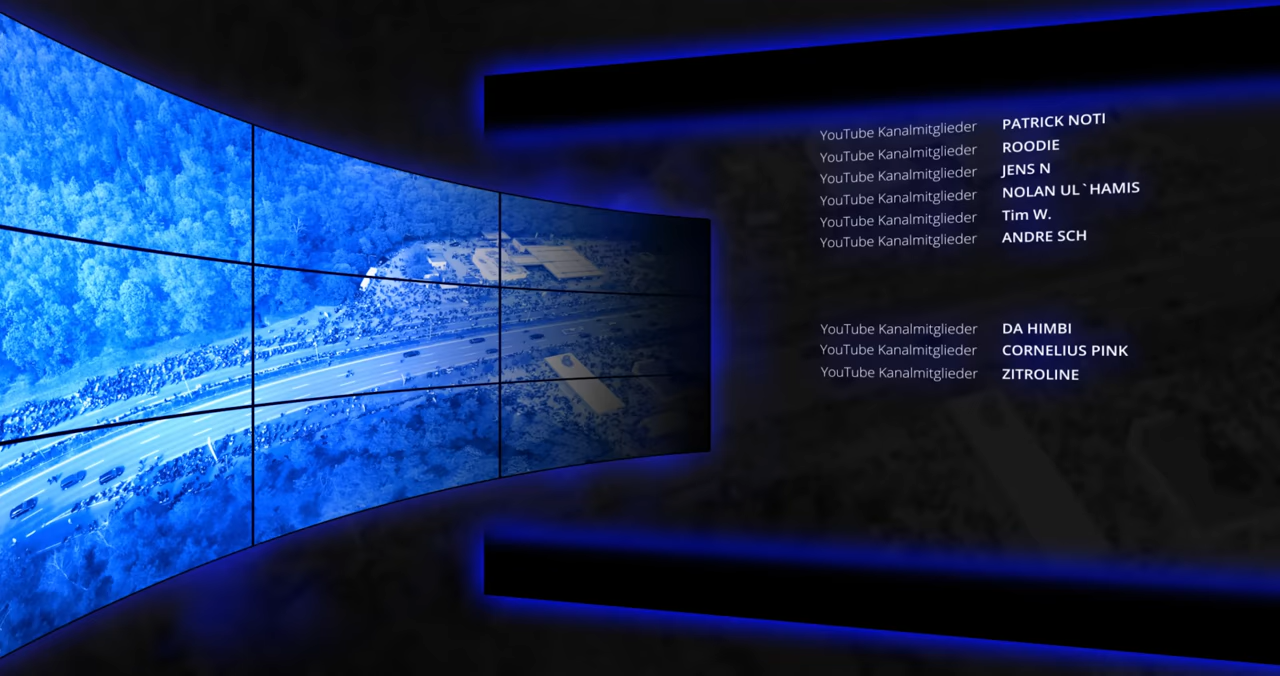 YouTube Kanalmitglieder PATRICK NOTI
YouTube Kanalmitglieder ROODIE
YouTube Kanalmitglieder JENS N
YouTube Kanalmitglieder NOLAN UL`HAMIS
YouTube Kanalmitglieder Tim W.
YouTube Kanalmitglieder ANDRE SCH
YouTube Kanalmitglieder DA HIMBI
YouTube Kanalmitglieder CORNELIUS PINK
YouTube Kanalmitglieder ZITROLINE